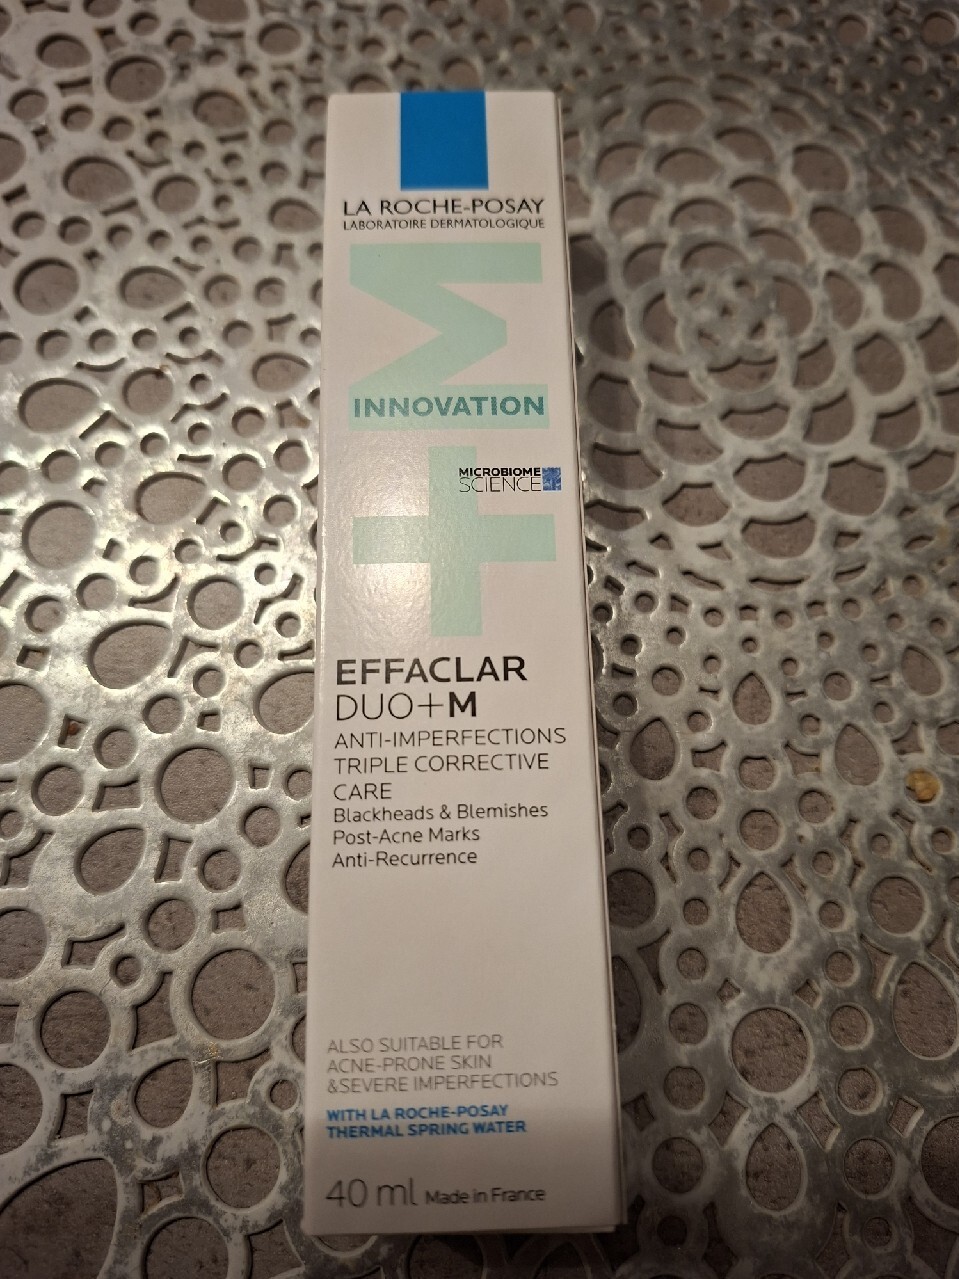 LA ROCHE-POSAY
LABORATOIRE DERMATOLOGIQUE
M
INNOVATION
MICROBIOME
SCIENCE
+
EFFACLAR
DUO+M
ANTI-IMPERFECTIONS
TRIPLE CORRECTIVE
CARE
Blackheads & Blemishes
Post-Acne Marks
Anti-Recurrence
ALSO SUITABLE FOR
ACNE-PRONE SKIN
&SEVERE IMPERFECTIONS
WITH LA ROCHE-POSAY
THERMAL SPRING WATER
40 ml Made in France